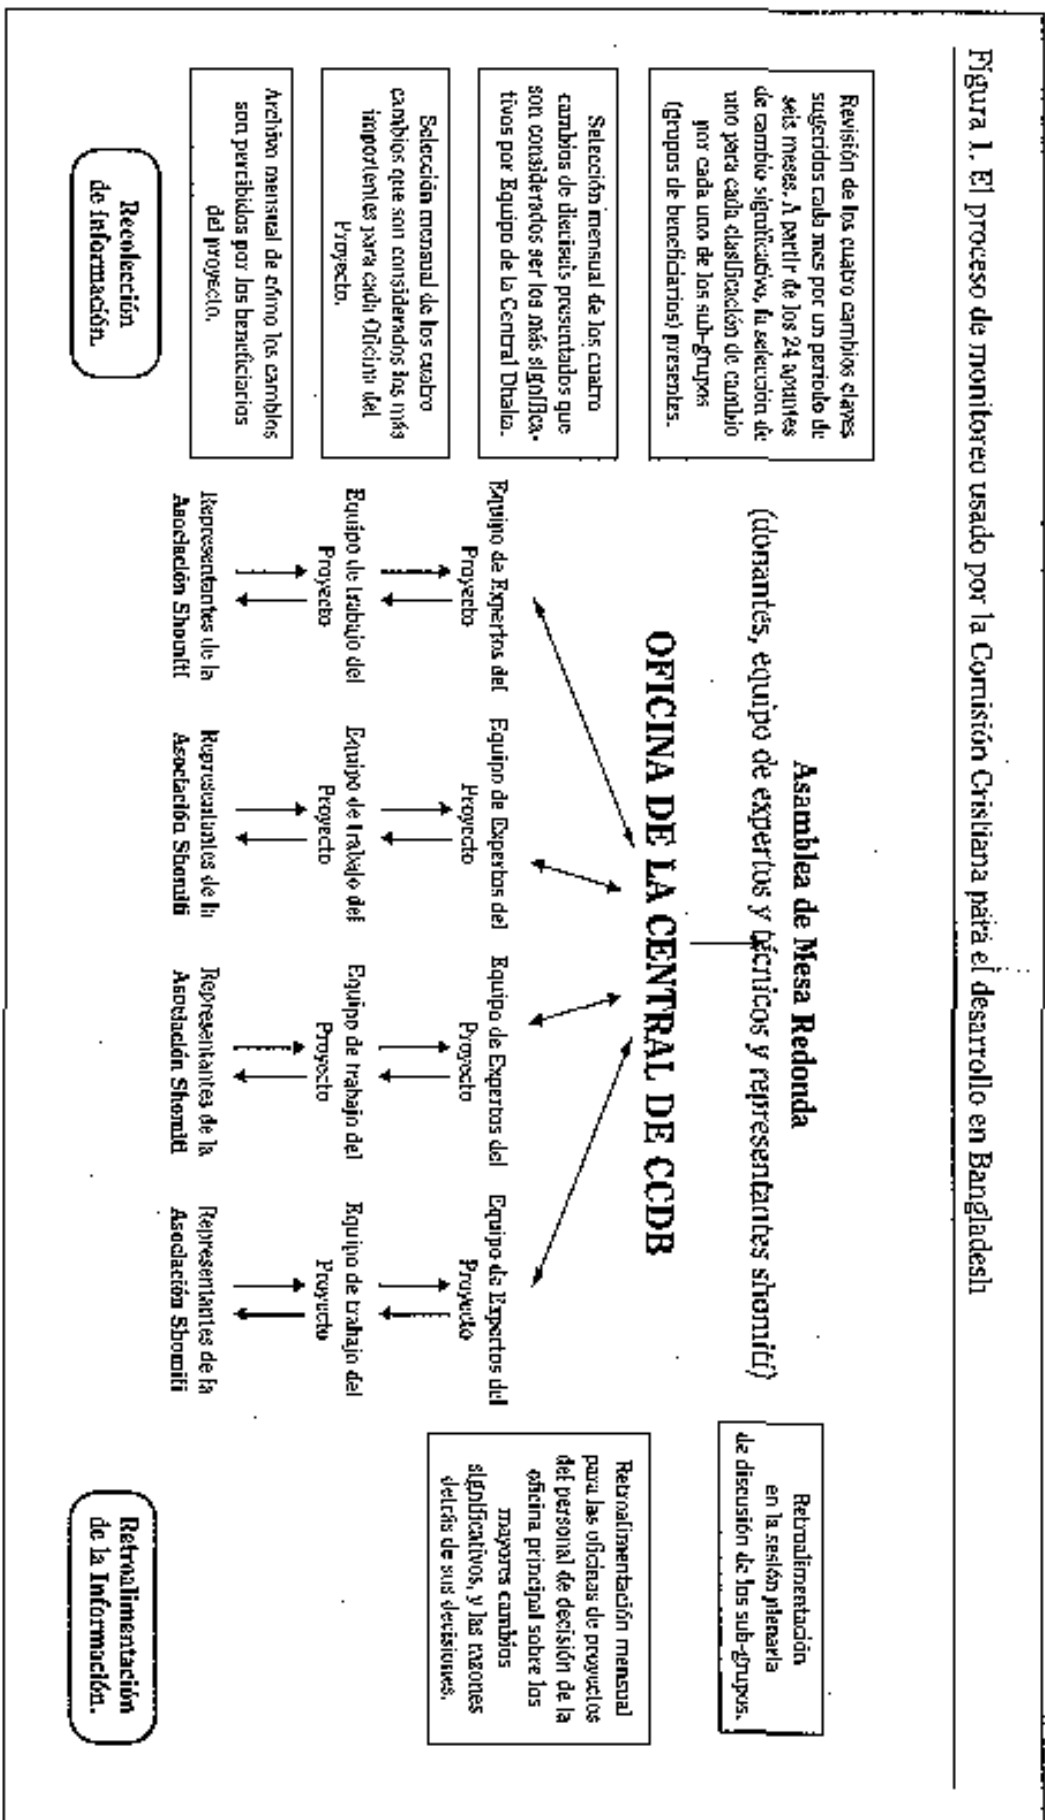 Figura 1. El proceso de monitoreo usado por la Comisión Cristiana para el desarrollo en Bangladesh
Revisión de los cuatro cambios claves
sugeridos cada mes por un periodo de
seis meses. A partir de los 24 apuntes
de cambio significativo, la selección de
uno para cada clasificación de cambio
por cada uno de los sub-grupos
(grupos de beneficiarios) presentes.
Selección mensual de los cuatro
cambios de dieciseis presentados que
son considerados ser los más significa-
tivos por Equipo de la Central Dhaka.
Selección mensual de los cuatro
cambios que son considerados los más
importentes para cada Oficina del
Proyecto.
Archivo mensual de cómo los cambios
son percibidos por los beneficiarios
del proyecto.
Recolección
de información.
Asamblea de Mesa Redonda
(donantes, equipo de expertos y técnicos y representantes shomiti)
OFICINA DE LA CENTRAL DE CCDB
Equipo de Expertos del
Proyecto
Equipo de Expertos del
Proyecto
Equipo de Expertos del
Proyecto
Equipo de Expertos del
Proyecto
Equipo de trabajo del
Proyecto
Equipo de trabajo del
Proyecto
Equipo de trabajo del
Proyecto
Equipo de trabajo del
Proyecto
Representantes de la
Asociación Shomiti
Representantes de la
Asociación Shomiti
Representantes de la
Asociación Shomiti
Representantes de la
Asociación Shomiti
Retroalimentación
en la sesión plenaria
de discusión de los sub-grupos.
Retroalimentación mensual
para las oficinas de proyectos
del personal de decisión de la
oficina principal sobre los
mayores cambios
significativos, y las razones
detrás de sus decisiones.
Retroalimentación
de la Información.